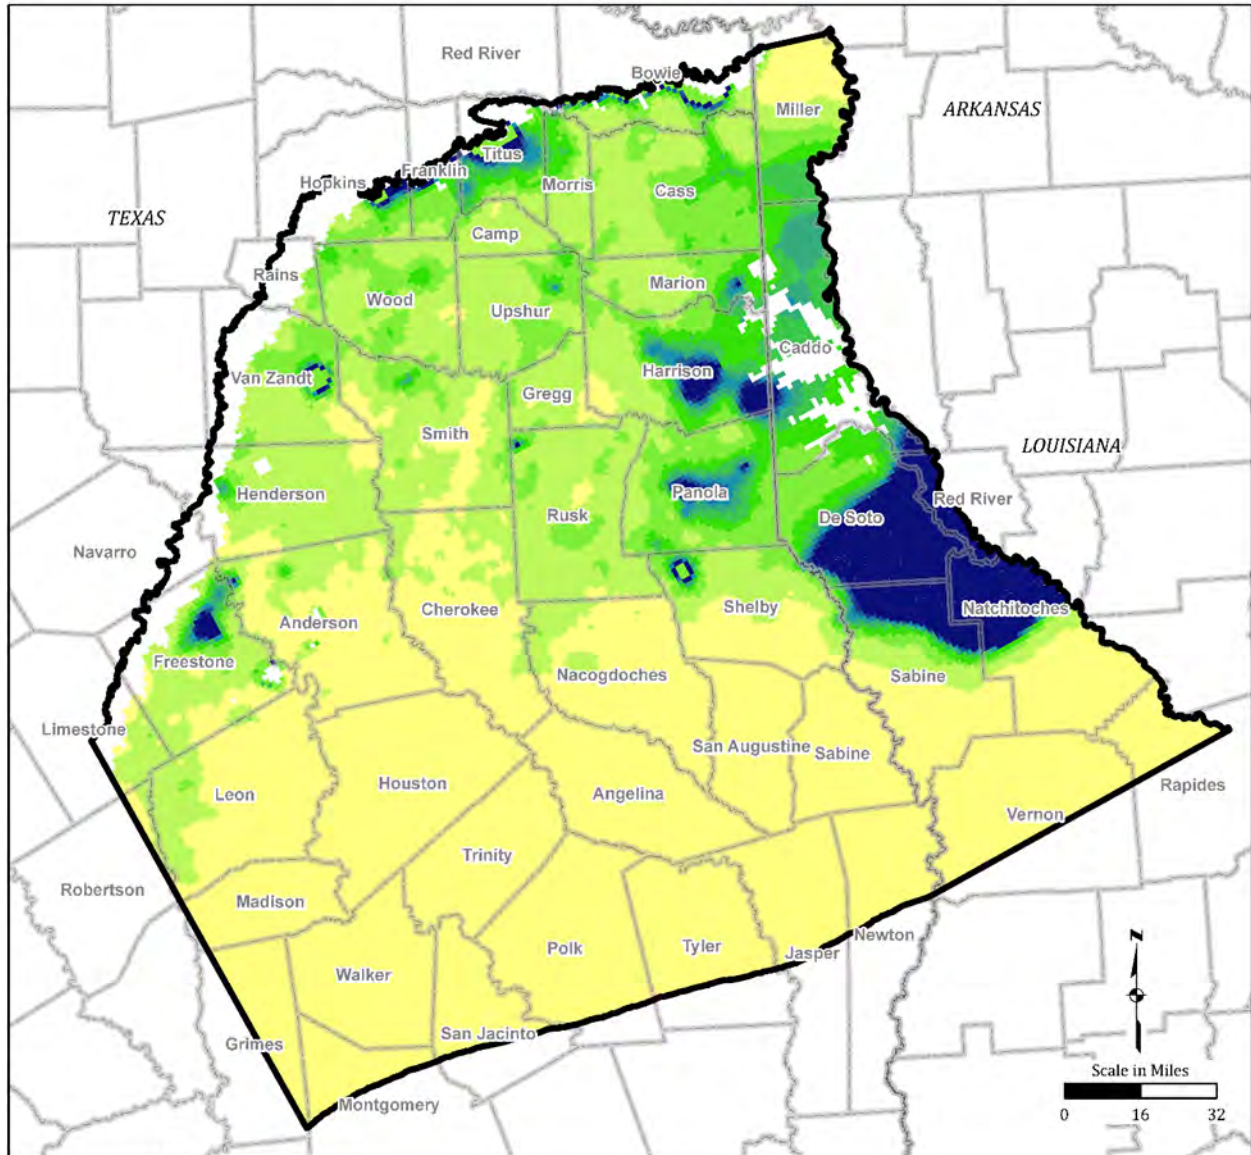 Red River
Bowie
Miller
ARKANSAS
Titus
Franklin
Hopkins
Morris
Cass
TEXAS
Camp
Rains
Marion
Wood
Upshur
Caddo
Van Zandt
Harrison
Gregg
Smith
LOUISIANA
Henderson
Panola
Red River
Rusk
De Soto
Navarro
Shelby
Natchitoches
Cherokee
Anderson
Freestone
Nacogdoches
Sabine
Limestone
San Augustine
Sabine
Houston
Rapides
Leon
Angelina
Vernon
Trinity
Robertson
Madison
Newton
Polk
Tyler
Jasper
Walker
N
San Jacinto
Grimes
Scale in Miles
Montgomery
0 16 32